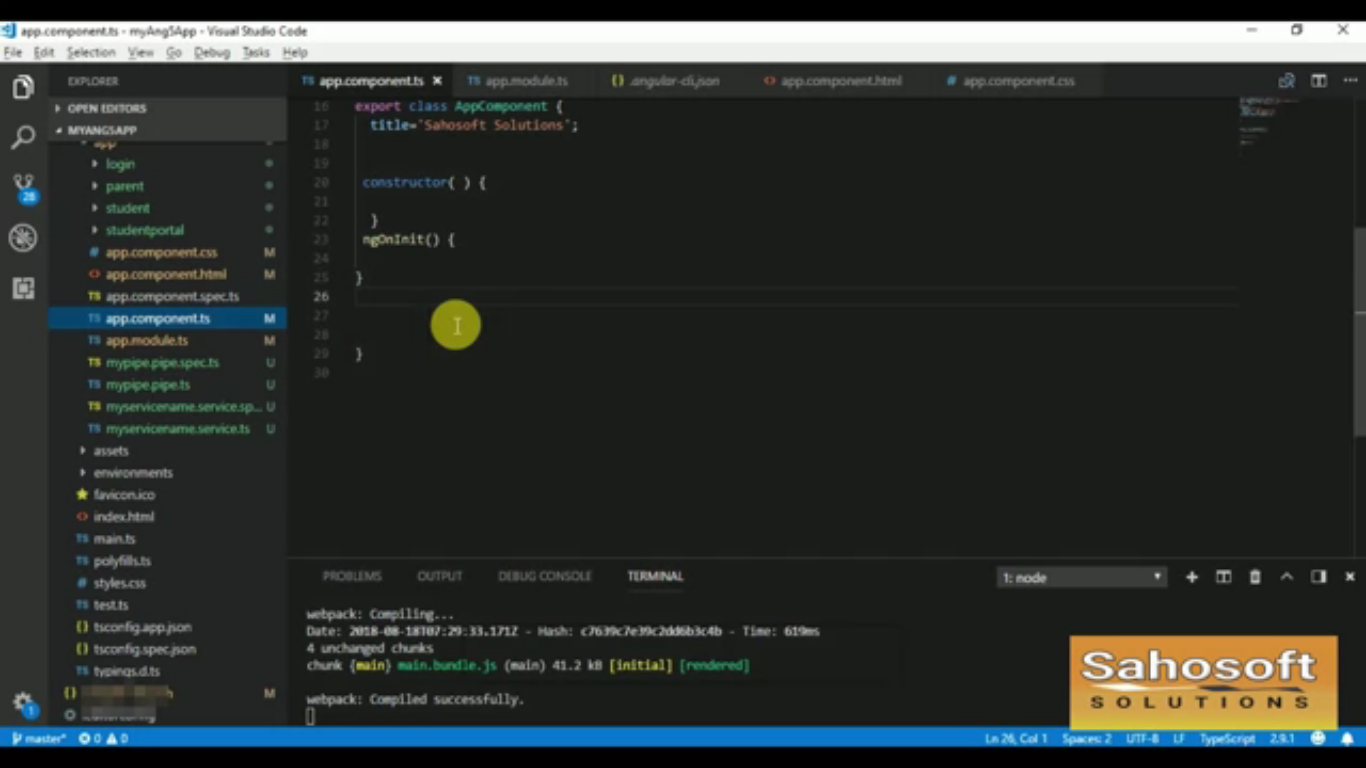 app.component.ts - myAng5App - Visual Studio Code
File Edit Selection View Go Debug Tasks Help
EXPLORER
OPEN EDITORS
MYANG5APP
app
login
parent
student
studentportal
# app.component.css M
<> app.component.html M
TS app.component.spec.ts
TS app.component.ts M
TS app.module.ts M
TS mypipe.pipe.spec.ts U
TS mypipe.pipe.ts U
TS myservicename.service.sp... U
TS myservicename.service.ts U
assets
environments
favicon.ico
<> index.html
TS main.ts
TS polyfills.ts
# styles.css
TS test.ts
{} tsconfig.app.json
{} tsconfig.spec.json
TS typings.d.ts
{} M
28
1
TS app.component.ts × TS app.module.ts {} .angular-cli.json <> app.component.html # app.component.css
16 export class AppComponent {
17 title='Sahosoft Solutions';
18
19
20 constructor( ) {
21
22 }
23 ngOnInit() {
24
25 }
26
27
28
29 }
30
PROBLEMS OUTPUT DEBUG CONSOLE TERMINAL 1: node
webpack: Compiling...
Date: 2018-08-18T07:29:33.171Z - Hash: c7639c7e39c2dd6b3c4b - Time: 619ms
4 unchanged chunks
chunk {main} main.bundle.js (main) 41.2 kB [initial] [rendered]
webpack: Compiled successfully.
Sahosoft
SOLUTIONS
master* 0 0 Ln 26, Col 1 Spaces: 2 UTF-8 LF TypeScript 2.9.1